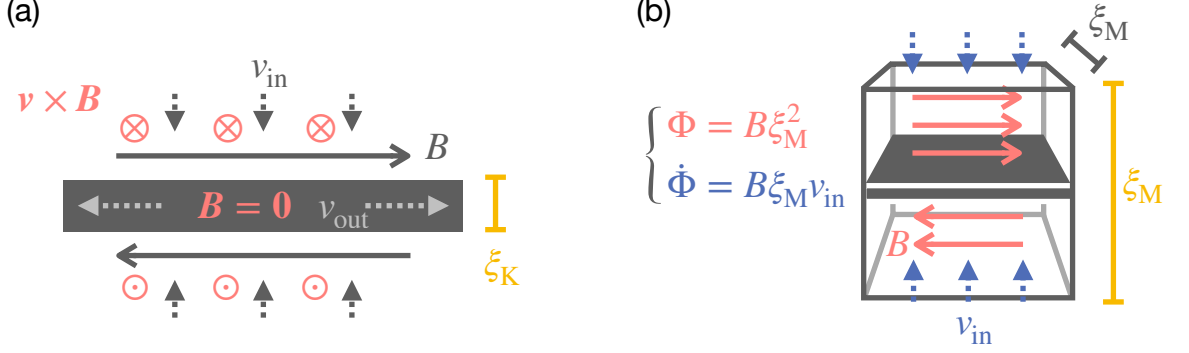 (a)
v_in
v × B
B
B = 0
v_out
ξ_K
(b)
ξ_M
Φ = Bξ_M^2
Φ̇ = Bξ_M v_in
ξ_M
B
v_in